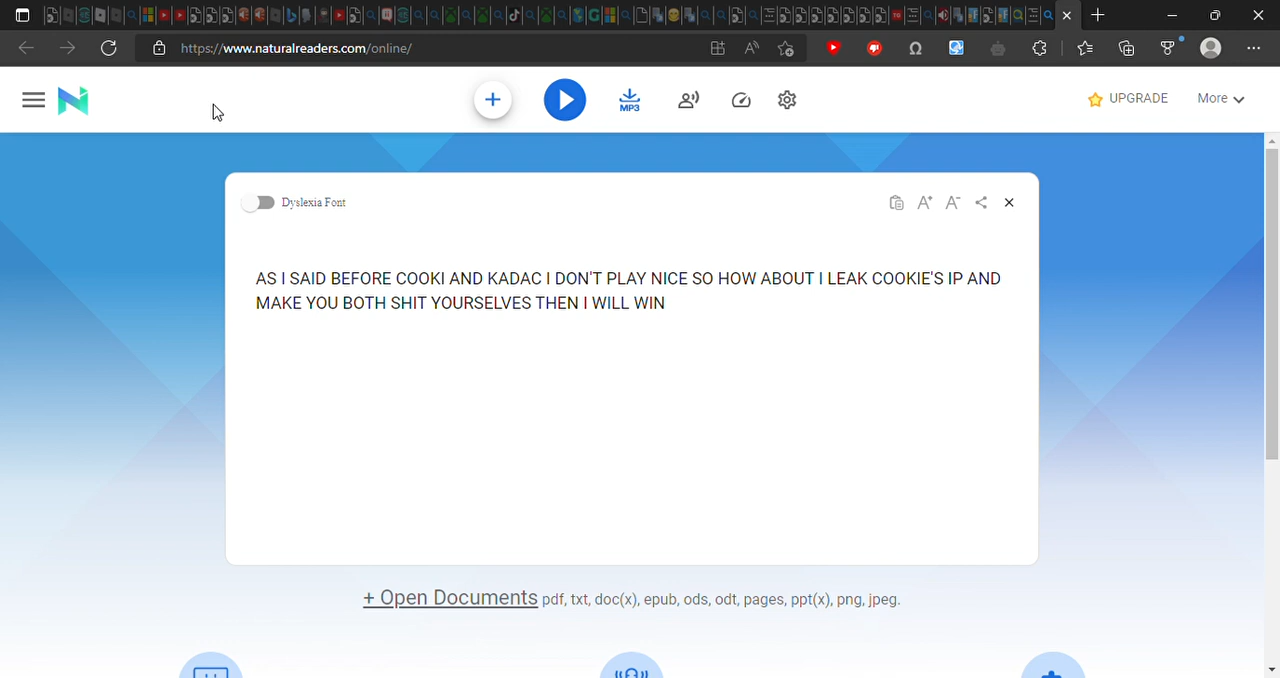 https://www.naturalreaders.com/online/
MP3
UPGRADE
More
Dyslexia Font
AS I SAID BEFORE COOKI AND KADAC I DON'T PLAY NICE SO HOW ABOUT I LEAK COOKIE'S IP AND
MAKE YOU BOTH SHIT YOURSELVES THEN I WILL WIN
+ Open Documents pdf, txt, doc(x), epub, ods, odt, pages, ppt(x), png, jpeg.